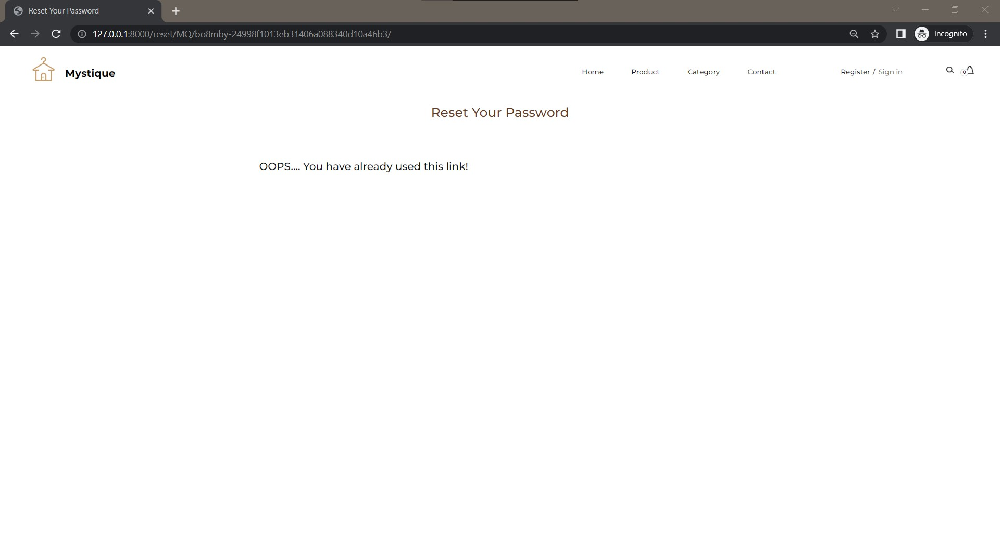 Reset Your Password
127.0.0.1:8000/reset/MQ/bo8mby-24998f1013eb31406a088340d10a46b3/
Incognito
Mystique
Home Product Category Contact Register / Sign in 0
Reset Your Password
OOPS.... You have already used this link!